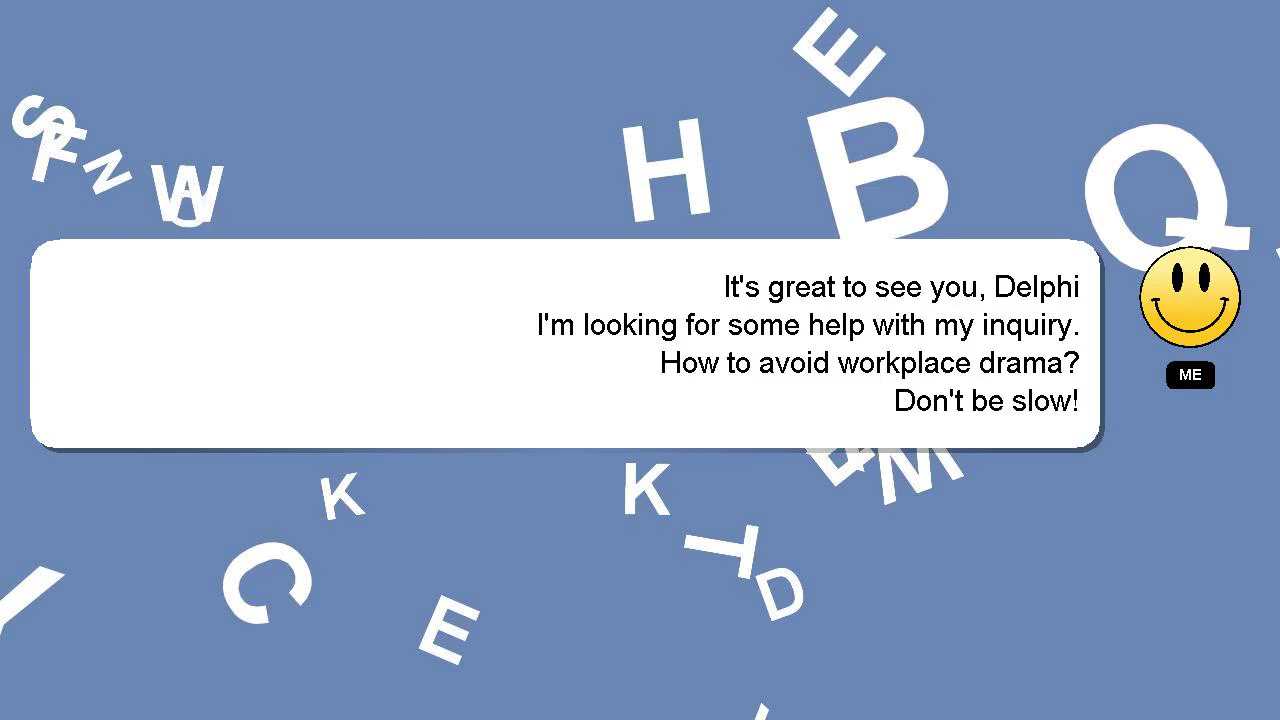 It's great to see you, Delphi
I'm looking for some help with my inquiry.
How to avoid workplace drama?
Don't be slow!
ME
E
H
B
Q
S
F
N
W
K
K
M
T
D
C
E